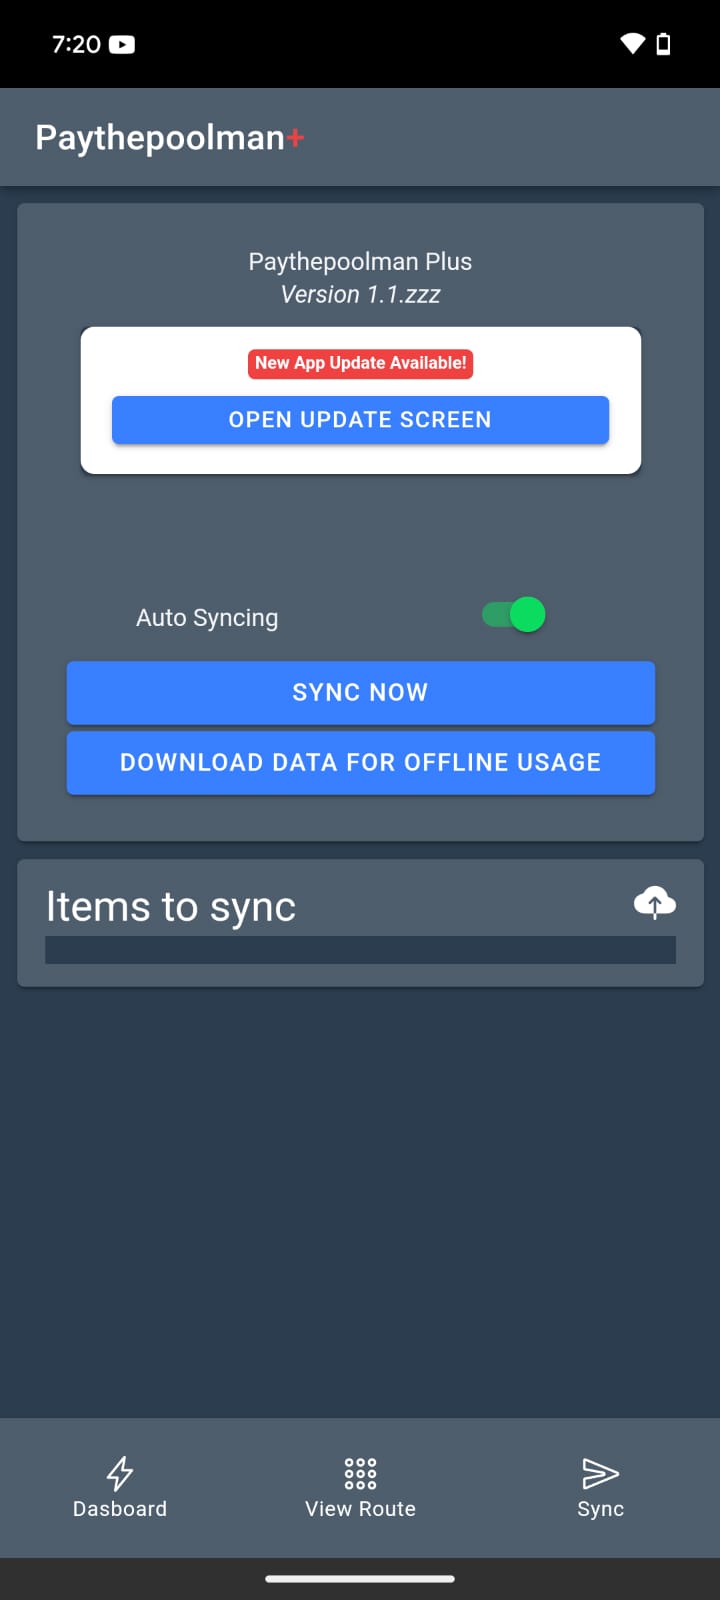 7:20
Paythepoolman+
Paythepoolman Plus
Version 1.1.zzz
New App Update Available!
OPEN UPDATE SCREEN
Auto Syncing
SYNC NOW
DOWNLOAD DATA FOR OFFLINE USAGE
Items to sync
Dasboard
View Route
Sync